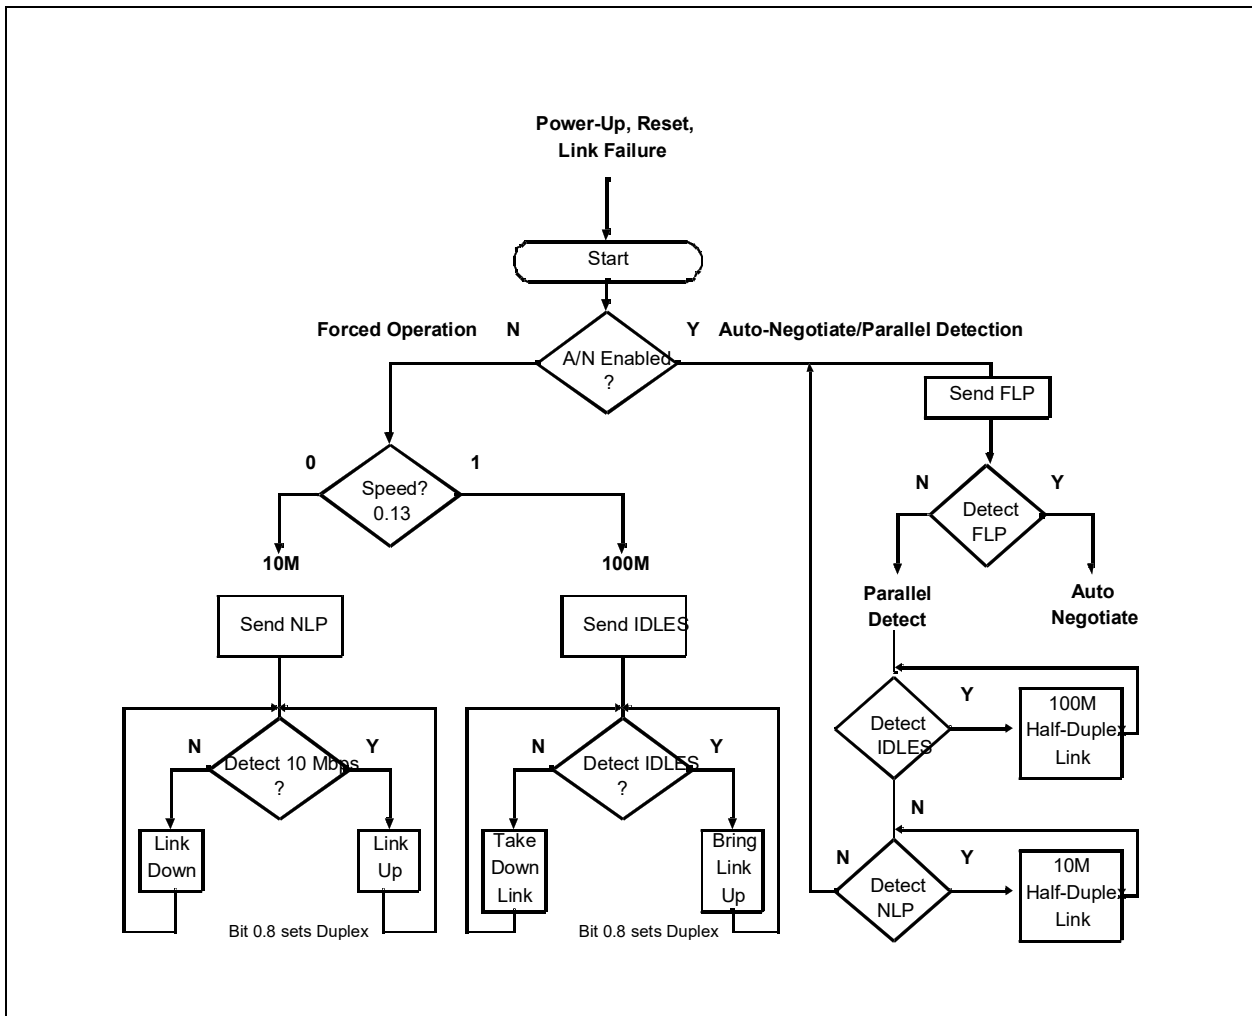 Power-Up, Reset,
Link Failure
Start
Forced Operation N
Y Auto-Negotiate/Parallel Detection
A/N Enabled
?
Send FLP
0
1
Speed?
0.13
N
Y
Detect
FLP
10M
100M
Parallel
Detect
Auto
Negotiate
Send NLP
Send IDLES
N
Y
Detect 10 Mbps
?
N
Y
Detect IDLES
?
Y
Detect
IDLES
100M
Half-Duplex
Link
N
Link
Down
Link
Up
Take
Down
Link
Bring
Link
Up
N
Y
Detect
NLP
10M
Half-Duplex
Link
Bit 0.8 sets Duplex
Bit 0.8 sets Duplex